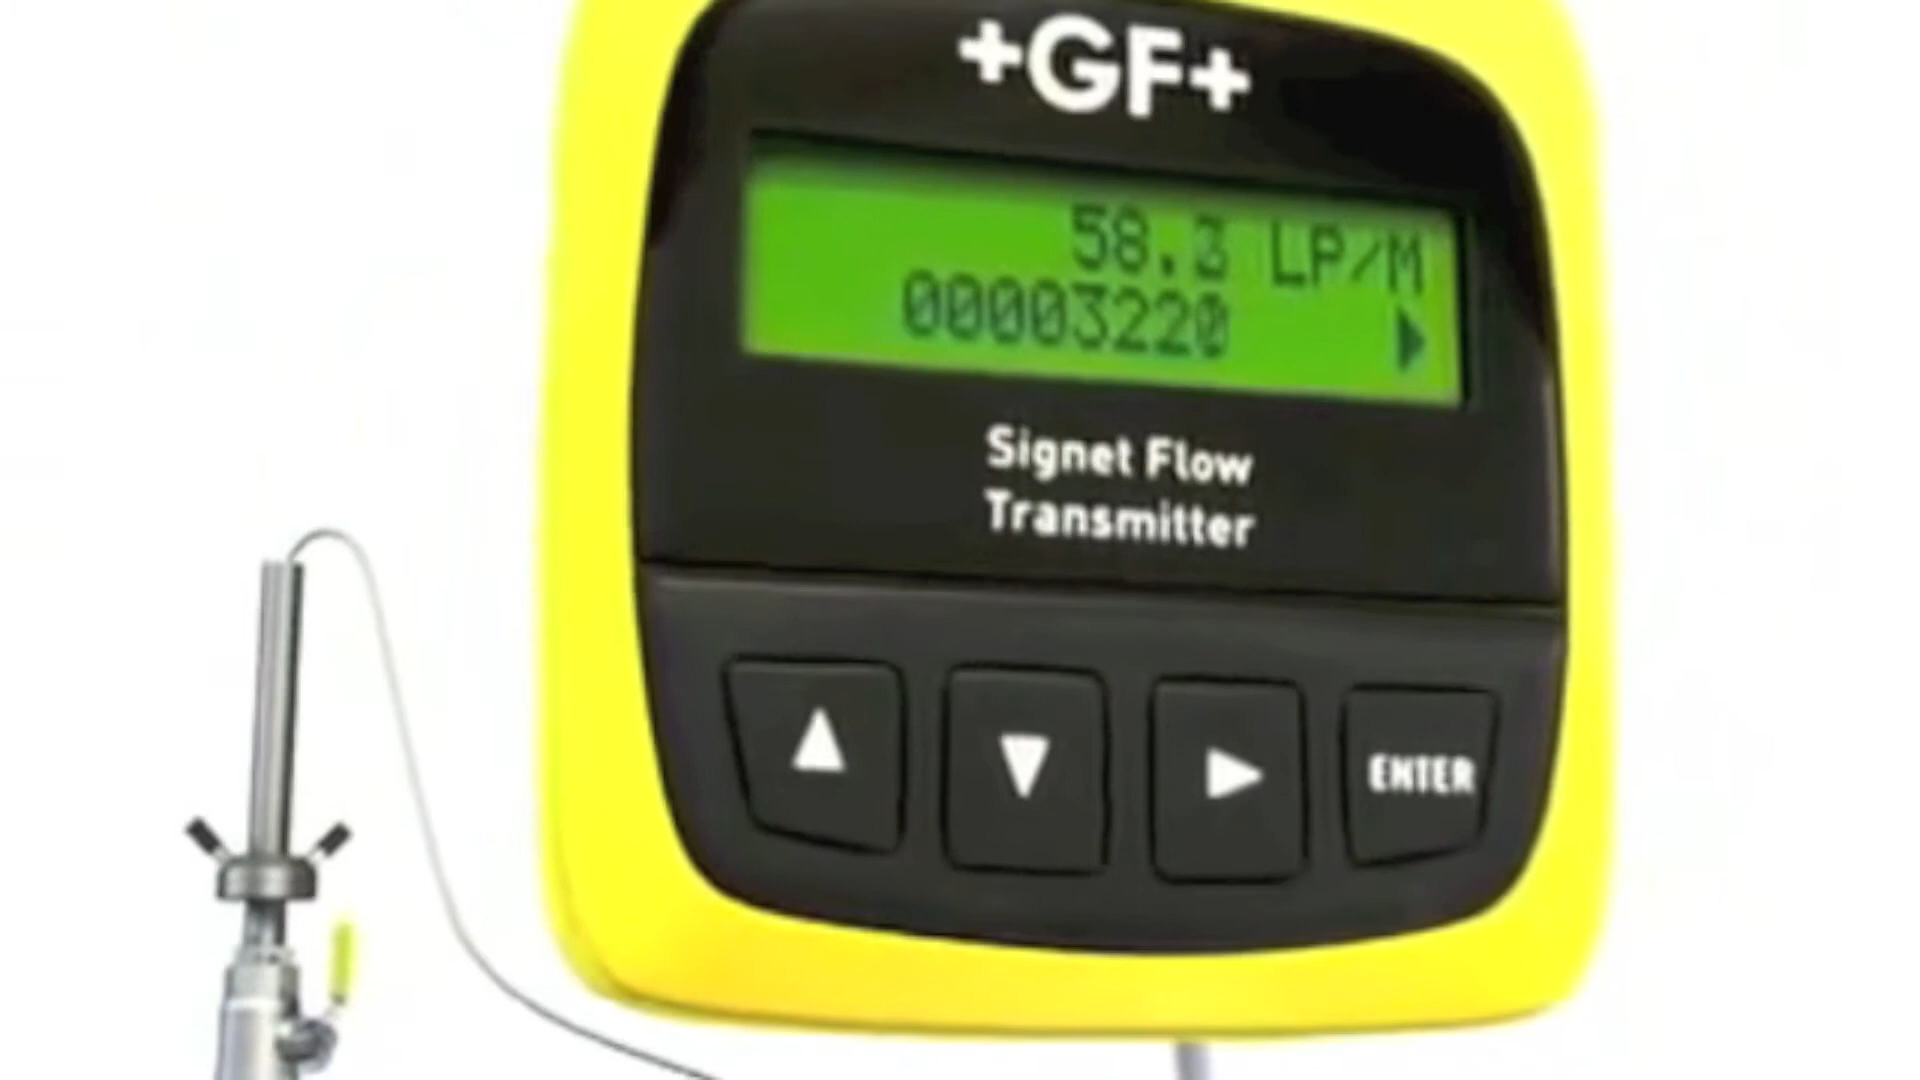 +GF+
58.3 LP/M
00003220
Signet Flow
Transmitter
ENTER